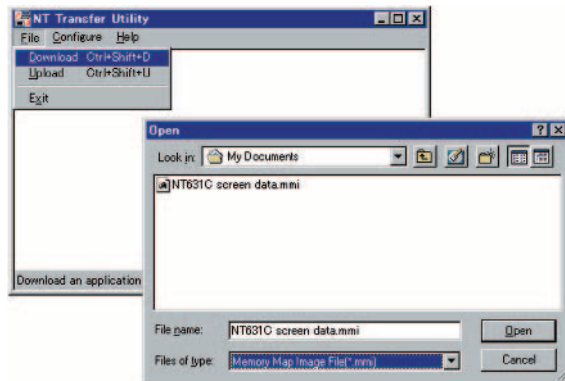 NT Transfer Utility
File Configure Help
Download Ctrl+Shift+D
Upload Ctrl+Shift+U
Exit
Download an application
Open
Look in: My Documents
NT631C screen data.mmi
File name: NT631C screen data.mmi
Open
Files of type: Memory Map Image File(*.mmi)
Cancel